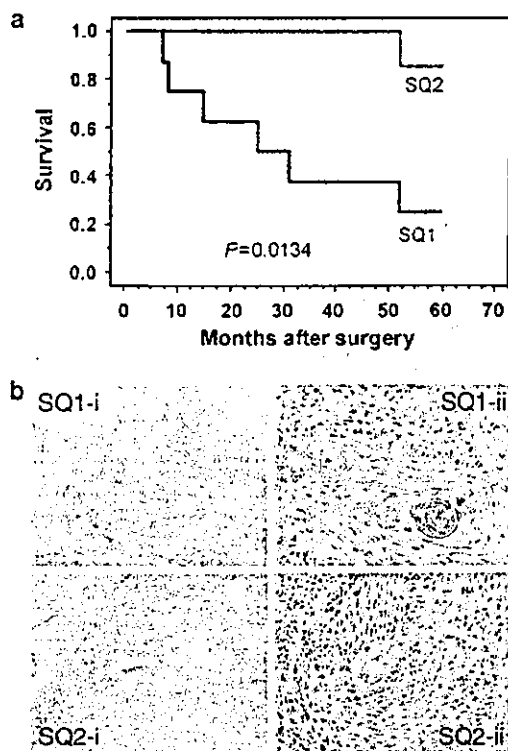 a
1.0
0.8
0.6
0.4
0.2
0.0
Survival
SQ2
SQ1
P=0.0134
0 10 20 30 40 50 60 70
Months after surgery
b
SQ1-i
SQ1-ii
SQ2-i
SQ2-ii